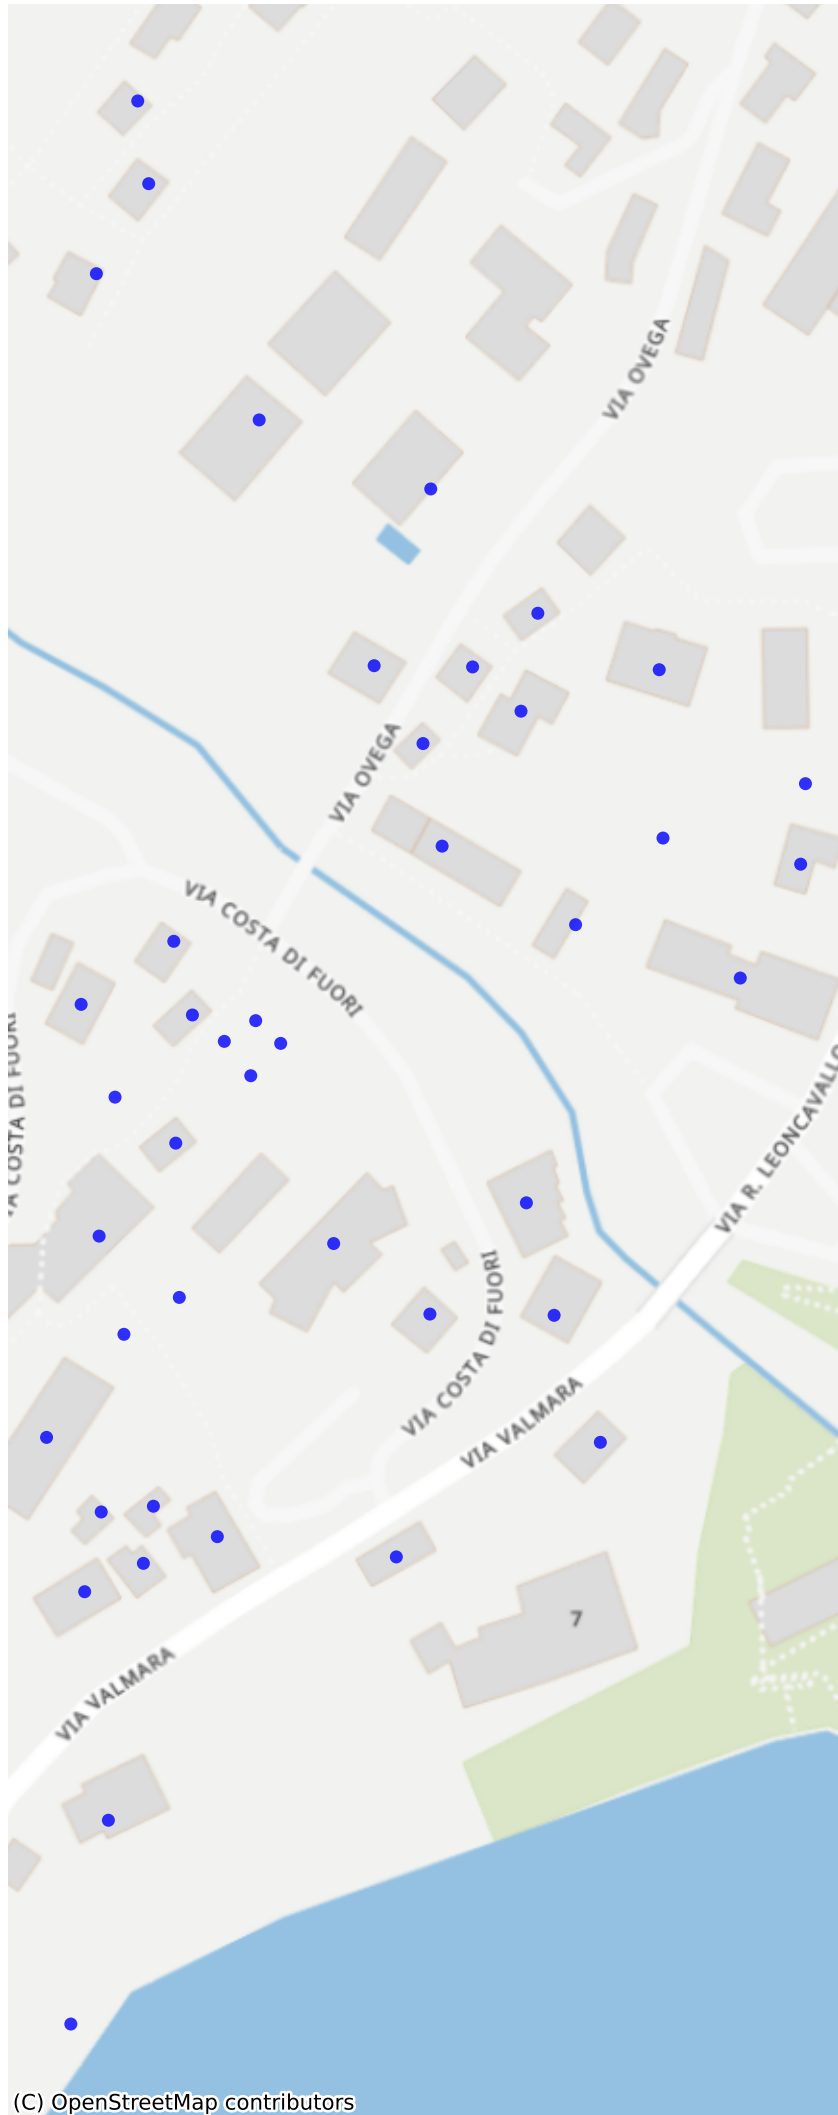 VIA OVEGA
VIA OVEGA
VIA COSTA DI FUORI
COSTA DI FUORI
VIA R. LEONCAVALLO
VIA COSTA DI FUORI
VIA VALMARA
7
VIA VALMARA
(C) OpenStreetMap contributors